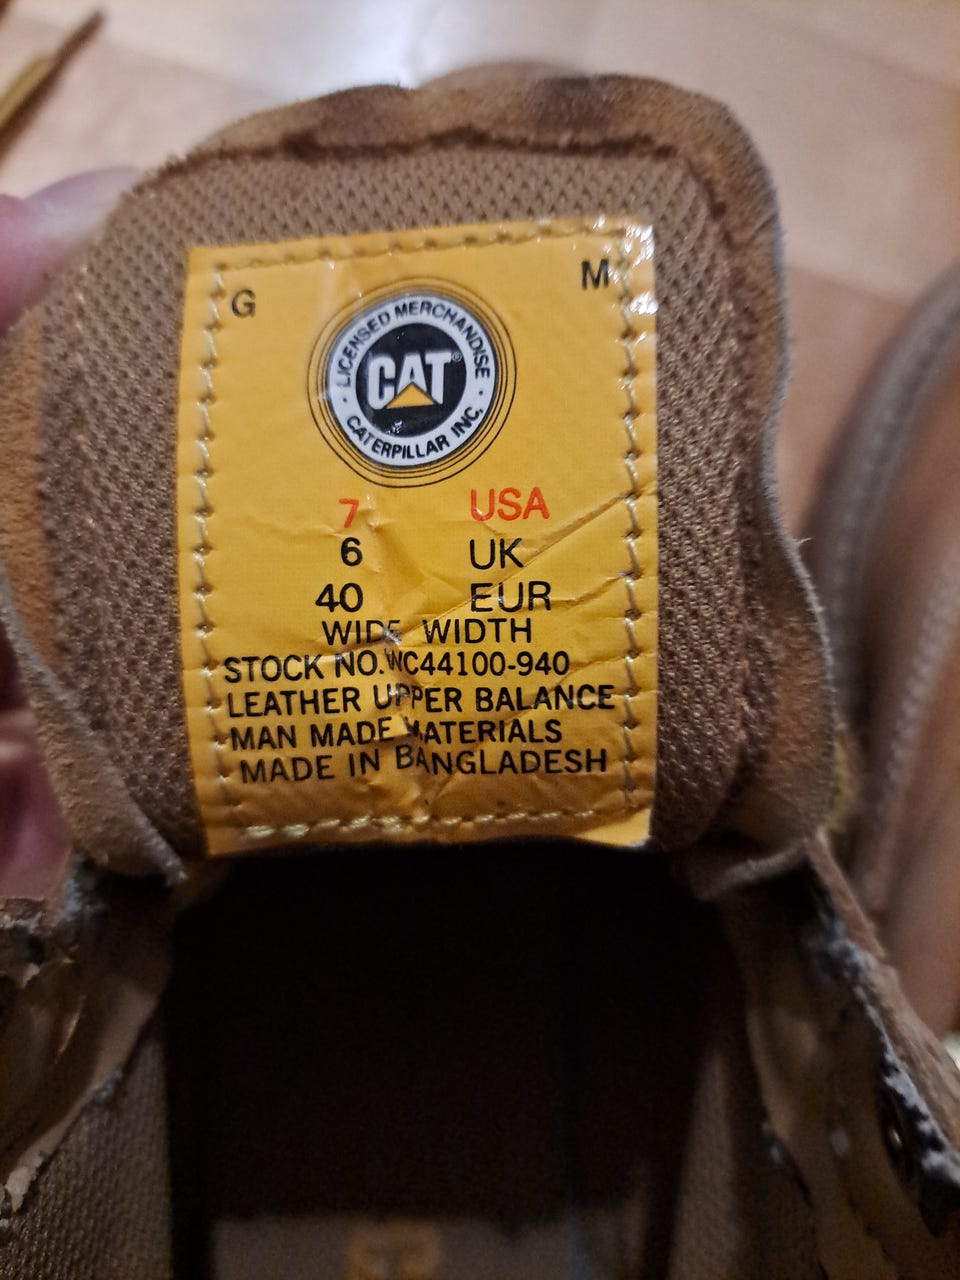 G M
LICENSED MERCHANDISE
CAT®
CATERPILLAR INC.
7 USA
6 UK
40 EUR
WIDE WIDTH
STOCK NO.WC44100-940
LEATHER UPPER BALANCE
MAN MADE MATERIALS
MADE IN BANGLADESH